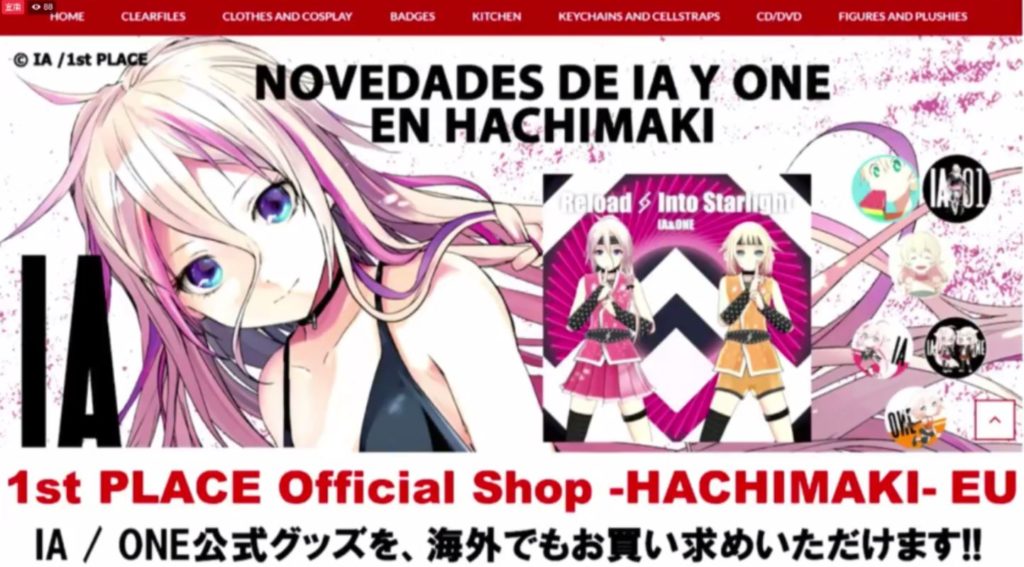 88
HOME CLEARFILES CLOTHES AND COSPLAY BADGES KITCHEN KEYCHAINS AND CELLSTRAPS CD/DVD FIGURES AND PLUSHIES
© IA /1st PLACE
NOVEDADES DE IA Y ONE
EN HACHIMAKI
Reload Into Starlight
IA&ONE
IA 01
IA
IA
ONE
1st PLACE Official Shop -HACHIMAKI- EU
IA / ONE公式グッズを、海外でもお買い求めいただけます!!